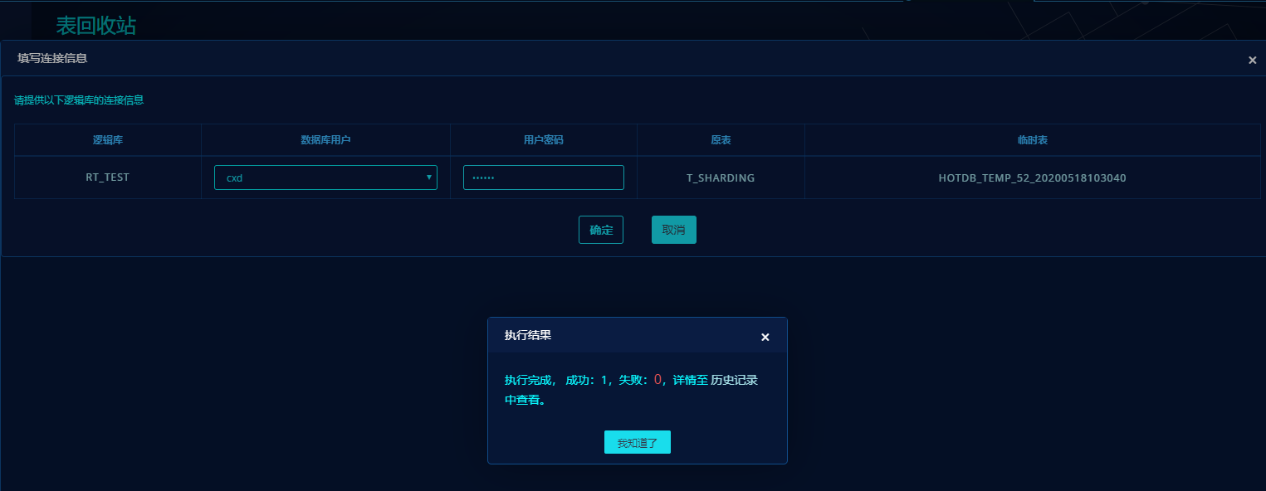 表回收站
填写连接信息
×
请提供以下逻辑库的连接信息
逻辑库 数据库用户 用户密码 原表 临时表
RT_TEST cxd •••••• T_SHARDING HOTDB_TEMP_52_20200518103040
确定 取消
执行结果 ×
执行完成， 成功：1，失败：0，详情至 历史记录
中查看。
我知道了